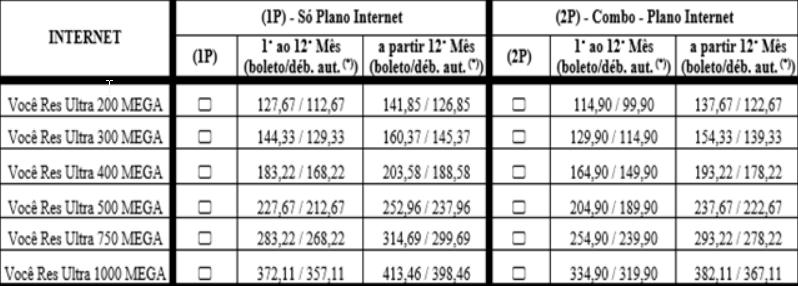 INTERNET
(1P) - Só Plano Internet
(2P) - Combo - Plano Internet
(1P)
1° ao 12° Mês
(boleto/déb. aut. (*))
a partir 12° Mês
(boleto/déb. aut. (*))
(2P)
1° ao 12° Mês
(boleto/déb. aut. (*))
a partir 12° Mês
(boleto/déb. aut. (*))
Você Res Ultra 200 MEGA ☐ 127,67 / 112,67 141,85 / 126,85 ☐ 114,90 / 99,90 137,67 / 122,67
Você Res Ultra 300 MEGA ☐ 144,33 / 129,33 160,37 / 145,37 ☐ 129,90 / 114,90 154,33 / 139,33
Você Res Ultra 400 MEGA ☐ 183,22 / 168,22 203,58 / 188,58 ☐ 164,90 / 149,90 193,22 / 178,22
Você Res Ultra 500 MEGA ☐ 227,67 / 212,67 252,96 / 237,96 ☐ 204,90 / 189,90 237,67 / 222,67
Você Res Ultra 750 MEGA ☐ 283,22 / 268,22 314,69 / 299,69 ☐ 254,90 / 239,90 293,22 / 278,22
Você Res Ultra 1000 MEGA ☐ 372,11 / 357,11 413,46 / 398,46 ☐ 334,90 / 319,90 382,11 / 367,11